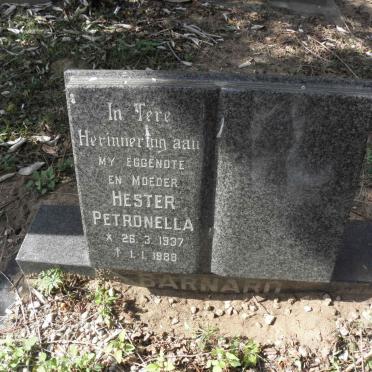 In Tere
Herinnering aan
MY EGGENOTE
EN MOEDER
HESTER
PETRONELLA
✶ 26.3.1937
† 1.1.1988
BARNARD